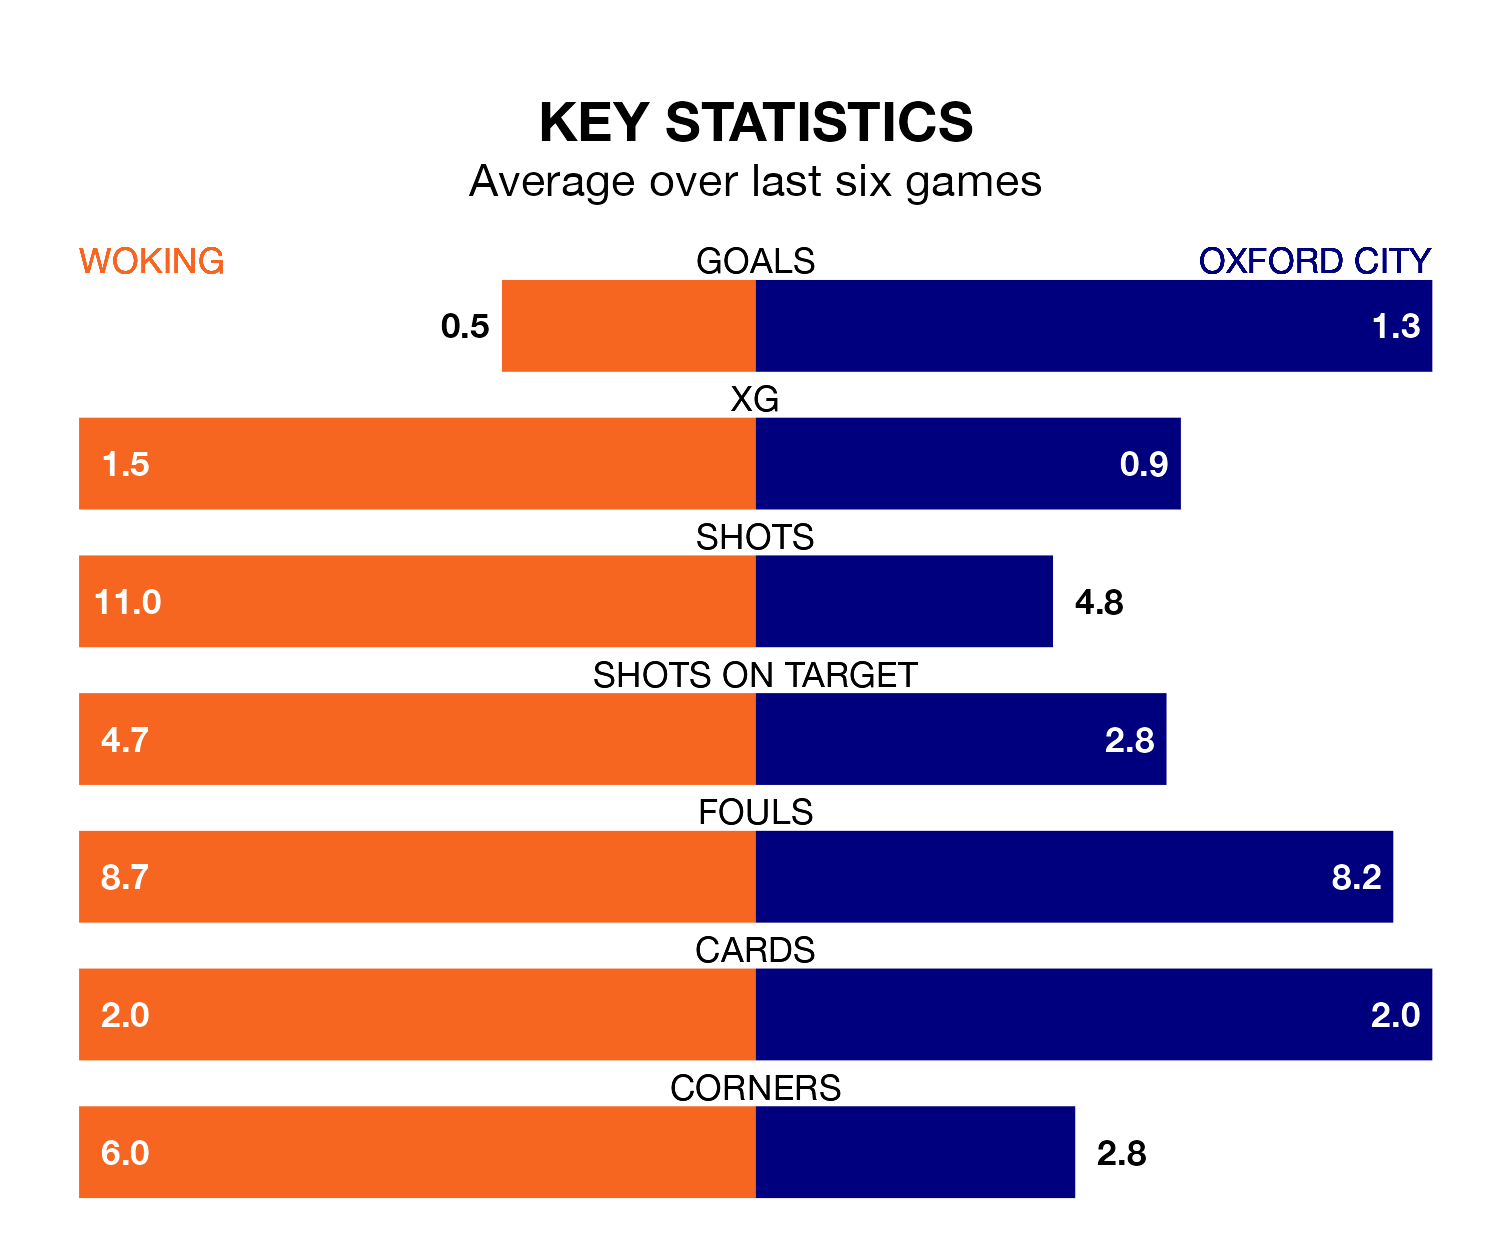 KEY STATISTICS
Average over last six games
WOKING GOALS OXFORD CITY
0.5 1.3
XG
1.5 0.9
SHOTS
11.0 4.8
SHOTS ON TARGET
4.7 2.8
FOULS
8.7 8.2
CARDS
2.0 2.0
CORNERS
6.0 2.8